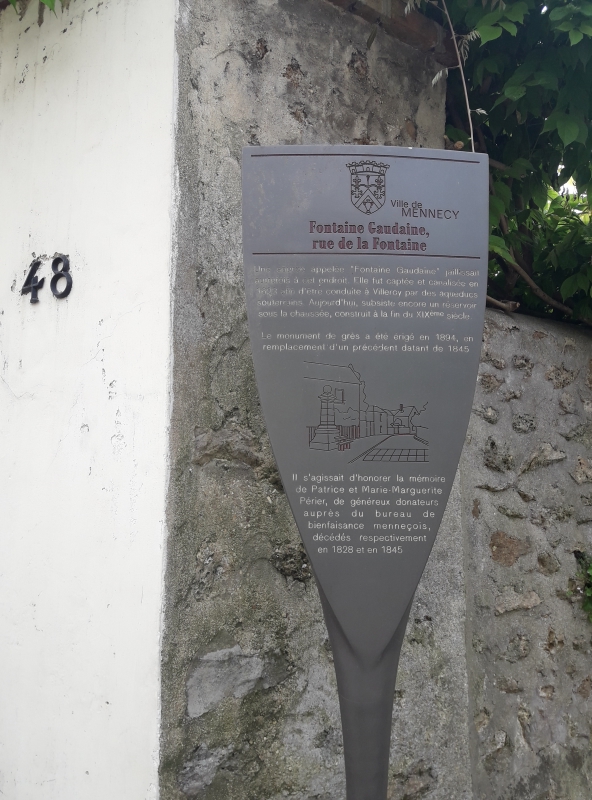 48
Ville de
MENNECY
Fontaine Gaudaine,
rue de la Fontaine
appelée "Fontaine Gaudaine" jaillissait
à cet endroit. Elle fut captée et canalisée en
d'être conduite à Villeroy par des aqueducs
souterrains. Aujourd'hui, subsiste encore un réservoir
sous la chaussée, construit à la fin du XIXème siècle.
Le monument de grès a été érigé en 1894, en
remplacement d'un précédent datant de 1845
Il s'agissait d'honorer la mémoire
de Patrice et Marie-Marguerite
Périer, de généreux donateurs
auprès du bureau de
bienfaisance menneçois,
décédés respectivement
en 1828 et en 1845